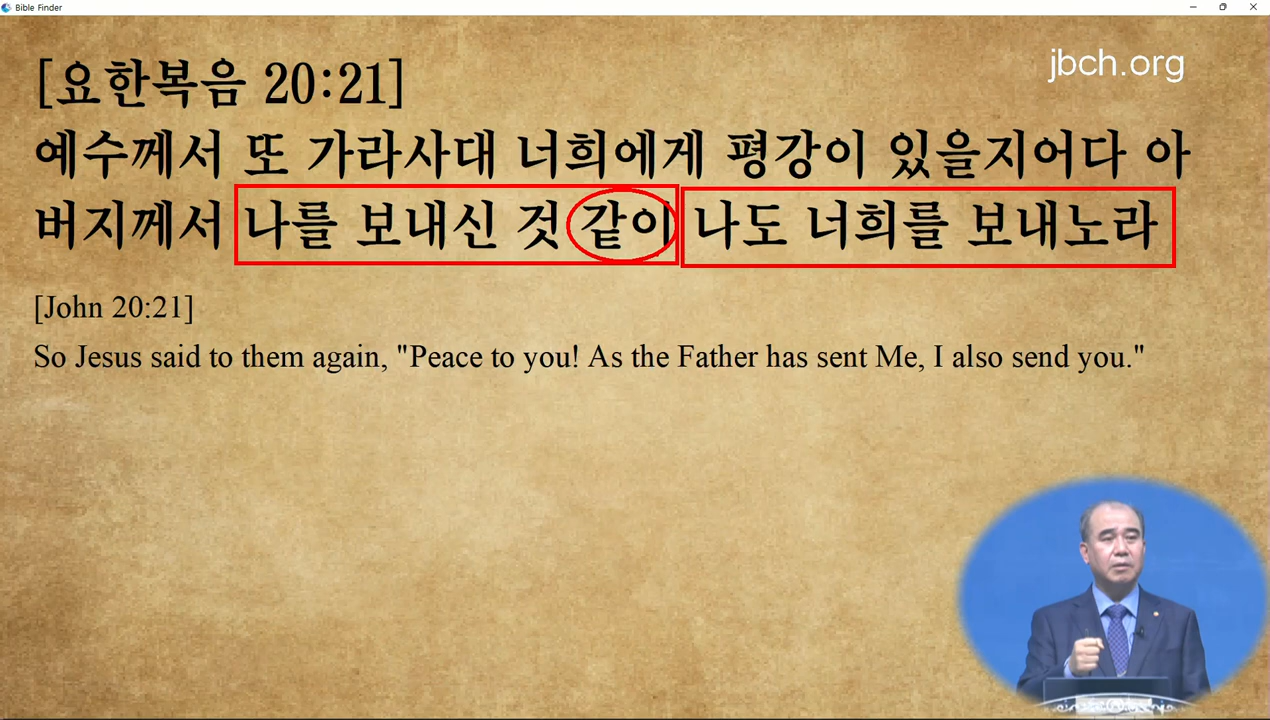 Bible Finder
jbch.org
[요한복음 20:21]
예수께서 또 가라사대 너희에게 평강이 있을지어다 아
버지께서 나를 보내신 것 같이 나도 너희를 보내노라
[John 20:21]
So Jesus said to them again, "Peace to you! As the Father has sent Me, I also send you."